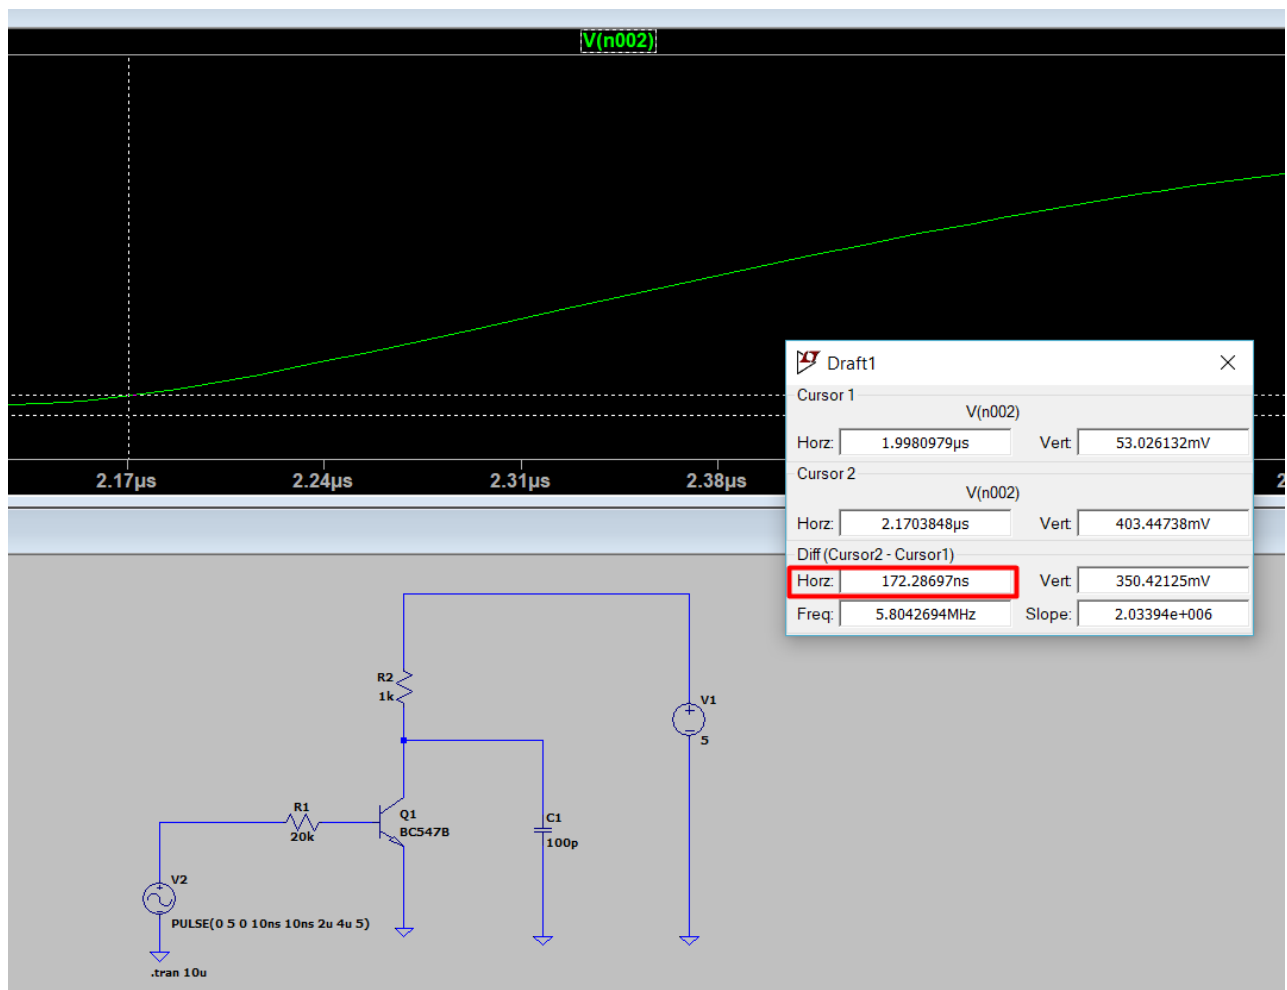 V(n002)
2.17µs
2.24µs
2.31µs
2.38µs
2
Draft1
Cursor 1
V(n002)
Horz: 1.9980979µs Vert: 53.026132mV
Cursor 2
V(n002)
Horz: 2.1703848µs Vert: 403.44738mV
Diff (Cursor2 - Cursor1)
Horz: 172.28697ns Vert: 350.42125mV
Freq: 5.8042694MHz Slope: 2.03394e+006
R2
1k
V1
5
R1
20k
Q1
BC547B
C1
100p
V2
PULSE(0 5 0 10ns 10ns 2u 4u 5)
.tran 10u